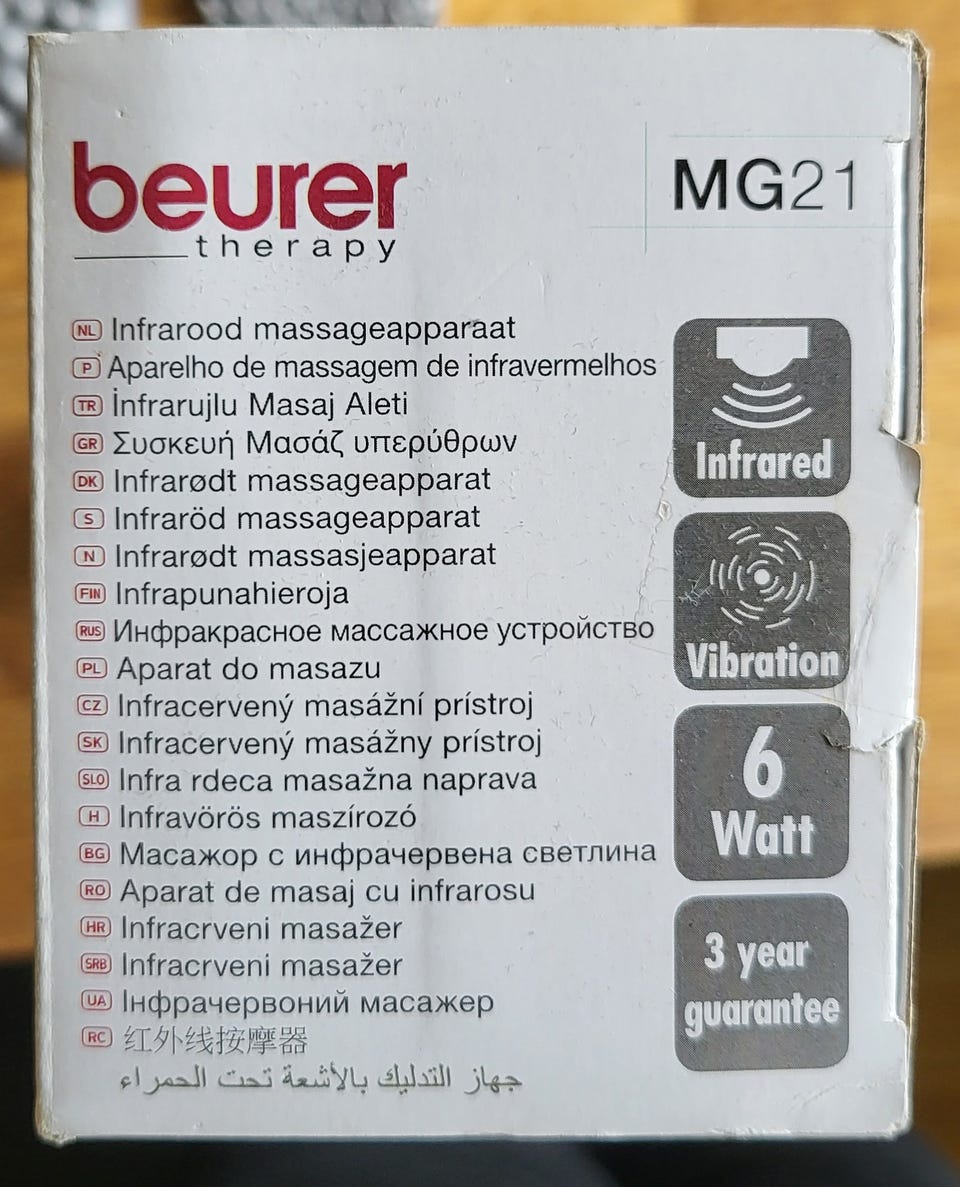 beurer
therapy
MG21
NL Infrarood massageapparaat
P Aparelho de massagem de infravermelhos
TR İnfrarujlu Masaj Aleti
GR Συσκευή Μασάζ υπερύθρων
DK Infrarødt massageapparat
S Infraröd massageapparat
N Infrarødt massasjeapparat
FIN Infrapunahieroja
RUS Инфракрасное массажное устройство
PL Aparat do masazu
CZ Infracervený masážní prístroj
SK Infracervený masážny prístroj
SLO Infra rdeca masažna naprava
H Infravörös maszírozó
BG Масажор с инфрачервена светлина
RO Aparat de masaj cu infrarosu
HR Infracrveni masažer
SRB Infracrveni masažer
UA Інфрачервоний масажер
RC 红外线按摩器
جهاز التدليك بالأشعة تحت الحمراء
Infrared
Vibration
6
Watt
3 year
guarantee